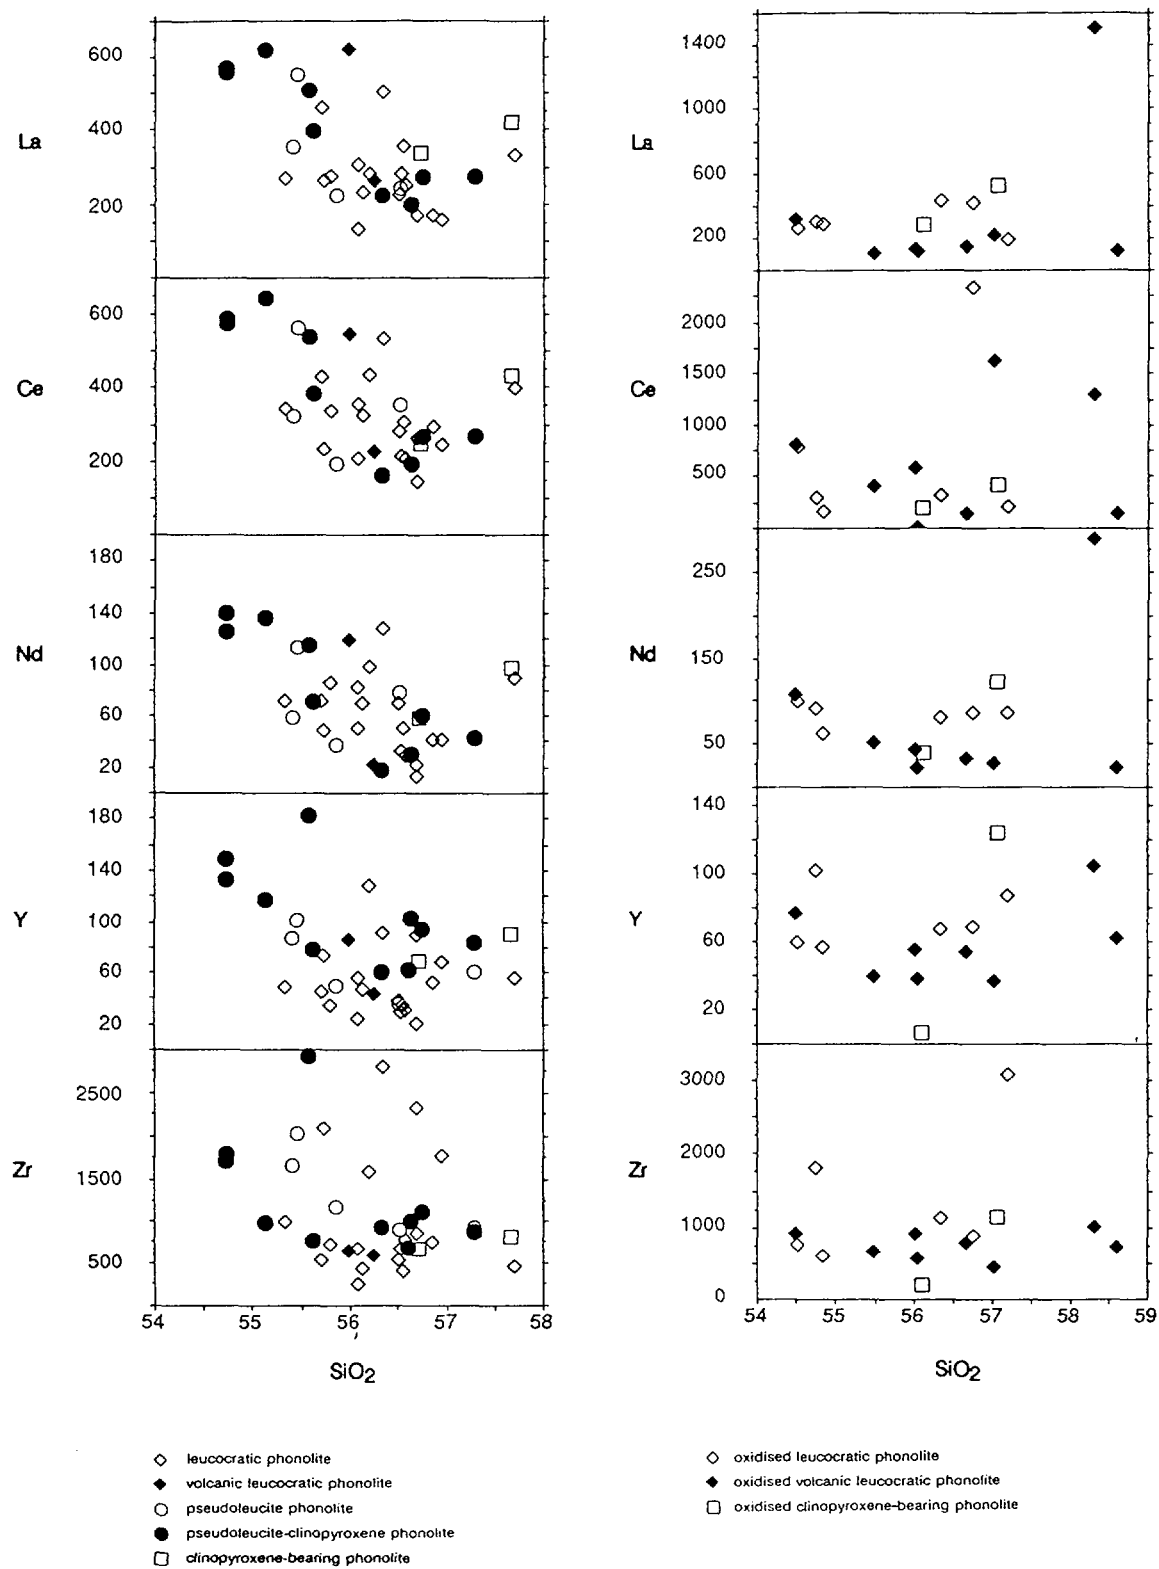 La
600
400
200
Ce
600
400
200
Nd
180
140
100
60
20
Y
180
140
100
60
20
Zr
2500
1500
500
54 55 56 57 58
SiO2
La
1400
1000
600
200
Ce
2000
1500
1000
500
Nd
250
150
50
Y
140
100
60
20
Zr
3000
2000
1000
0
54 55 56 57 58 59
SiO2
leucocratic phonolite
volcanic leucocratic phonolite
pseudoleucite phonolite
pseudoleucite-clinopyroxene phonolite
clinopyroxene-bearing phonolite
oxidised leucocratic phonolite
oxidised volcanic leucocratic phonolite
oxidised clinopyroxene-bearing phonolite